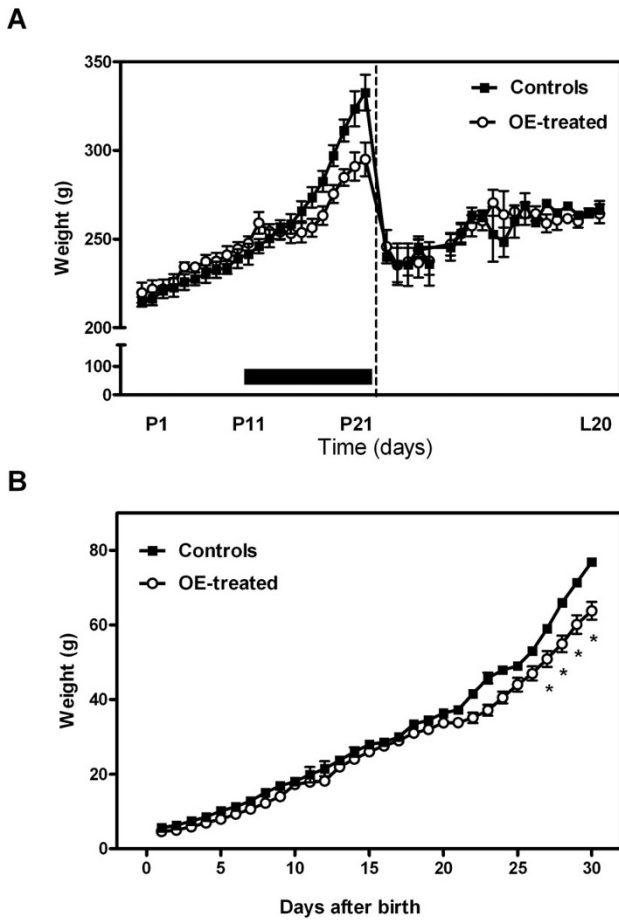 A
350
300
250
200
100
0
Weight (g)
Controls
OE-treated
P1 P11 P21 L20
Time (days)
B
80
60
40
20
0
Weight (g)
Controls
OE-treated
* * * *
0 5 10 15 20 25 30
Days after birth